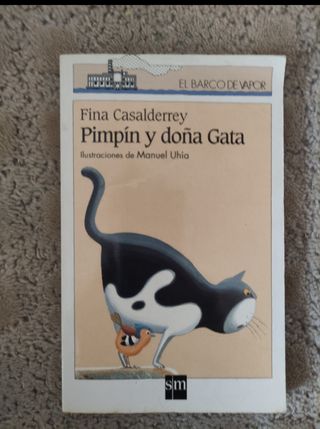 EL BARCO DE VAPOR
Fina Casalderrey
Pimpín y doña Gata
Ilustraciones de Manuel Uhía
sm